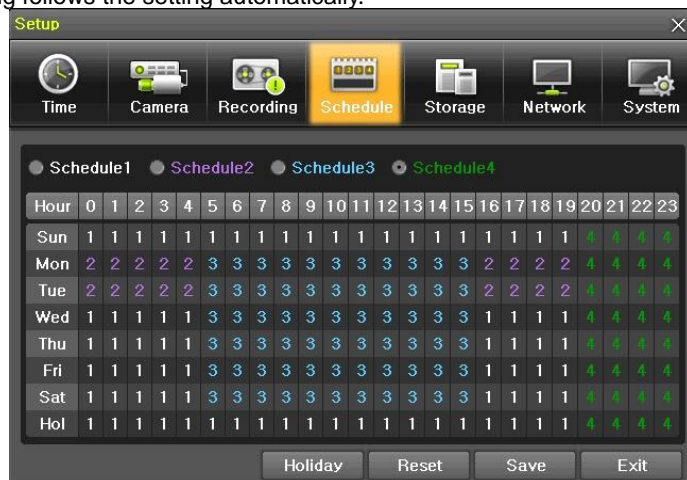 g follows the setting automatically.
Setup
Time Camera Recording Schedule Storage Network System
Schedule1 Schedule2 Schedule3 Schedule4
Hour 0 1 2 3 4 5 6 7 8 9 10 11 12 13 14 15 16 17 18 19 20 21 22 23
Sun 1 1 1 1 1 1 1 1 1 1 1 1 1 1 1 1 1 1 1 1 4 4 4 4
Mon 2 2 2 2 2 3 3 3 3 3 3 3 3 3 3 3 2 2 2 2 4 4 4 4
Tue 2 2 2 2 2 3 3 3 3 3 3 3 3 3 3 3 2 2 2 2 4 4 4 4
Wed 1 1 1 1 1 3 3 3 3 3 3 3 3 3 3 3 1 1 1 1 4 4 4 4
Thu 1 1 1 1 1 3 3 3 3 3 3 3 3 3 3 3 1 1 1 1 4 4 4 4
Fri 1 1 1 1 1 3 3 3 3 3 3 3 3 3 3 3 1 1 1 1 4 4 4 4
Sat 1 1 1 1 1 3 3 3 3 3 3 3 3 3 3 3 1 1 1 1 4 4 4 4
Hol 1 1 1 1 1 1 1 1 1 1 1 1 1 1 1 1 1 1 1 1 4 4 4 4
Holiday Reset Save Exit